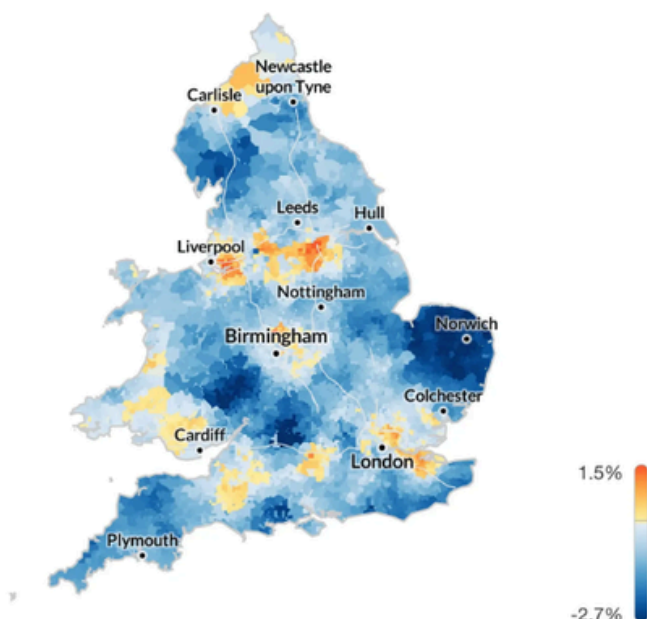 Newcastle
upon Tyne
Carlisle
Leeds
Hull
Liverpool
Nottingham
Norwich
Birmingham
Colchester
Cardiff
London
1.5%
Plymouth
-2.7%